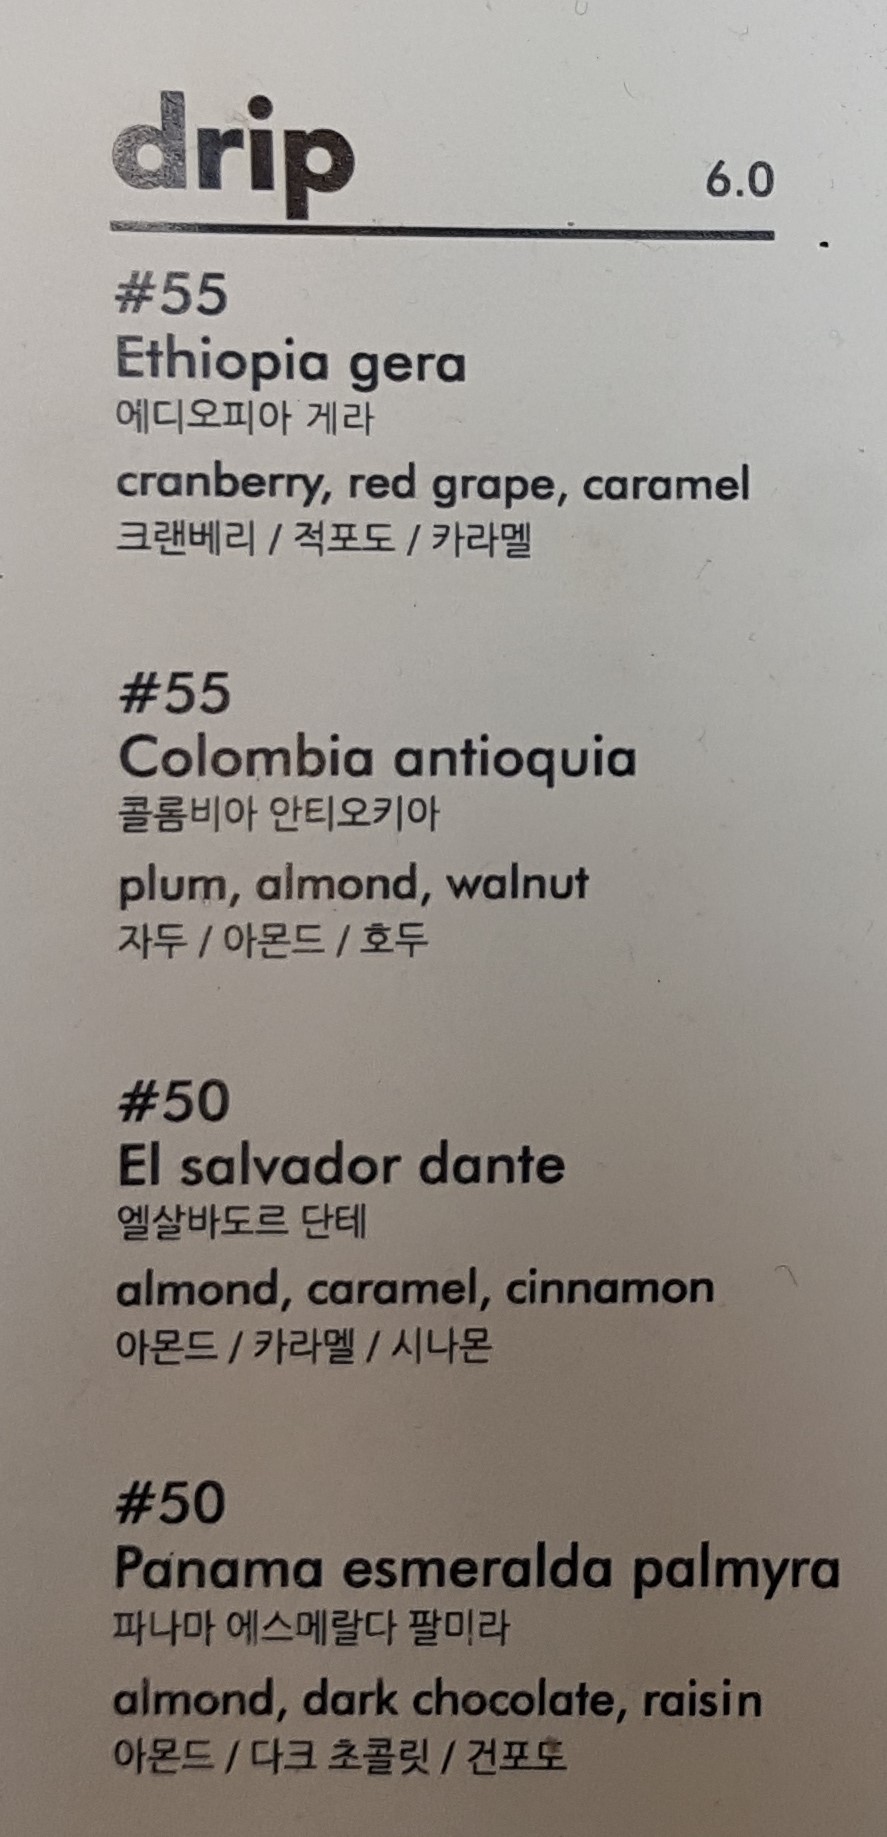 drip 6.0
#55
Ethiopia gera
에디오피아 게라
cranberry, red grape, caramel
크랜베리 / 적포도 / 카라멜
#55
Colombia antioquia
콜롬비아 안티오키아
plum, almond, walnut
자두 / 아몬드 / 호두
#50
El salvador dante
엘살바도르 단테
almond, caramel, cinnamon
아몬드 / 카라멜 / 시나몬
#50
Panama esmeralda palmyra
파나마 에스메랄다 팔미라
almond, dark chocolate, raisin
아몬드 / 다크 초콜릿 / 건포도